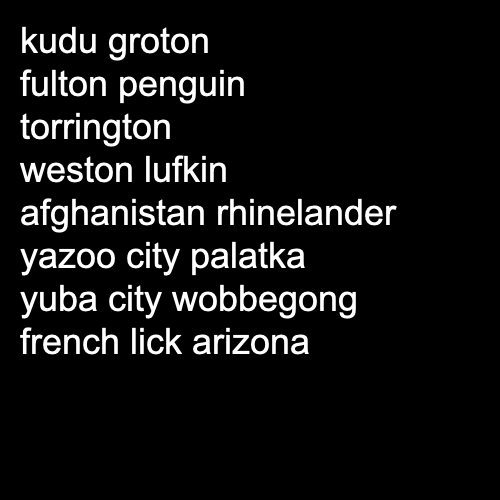 kudu groton
fulton penguin
torrington
weston lufkin
afghanistan rhinelander
yazoo city palatka
yuba city wobbegong
french lick arizona